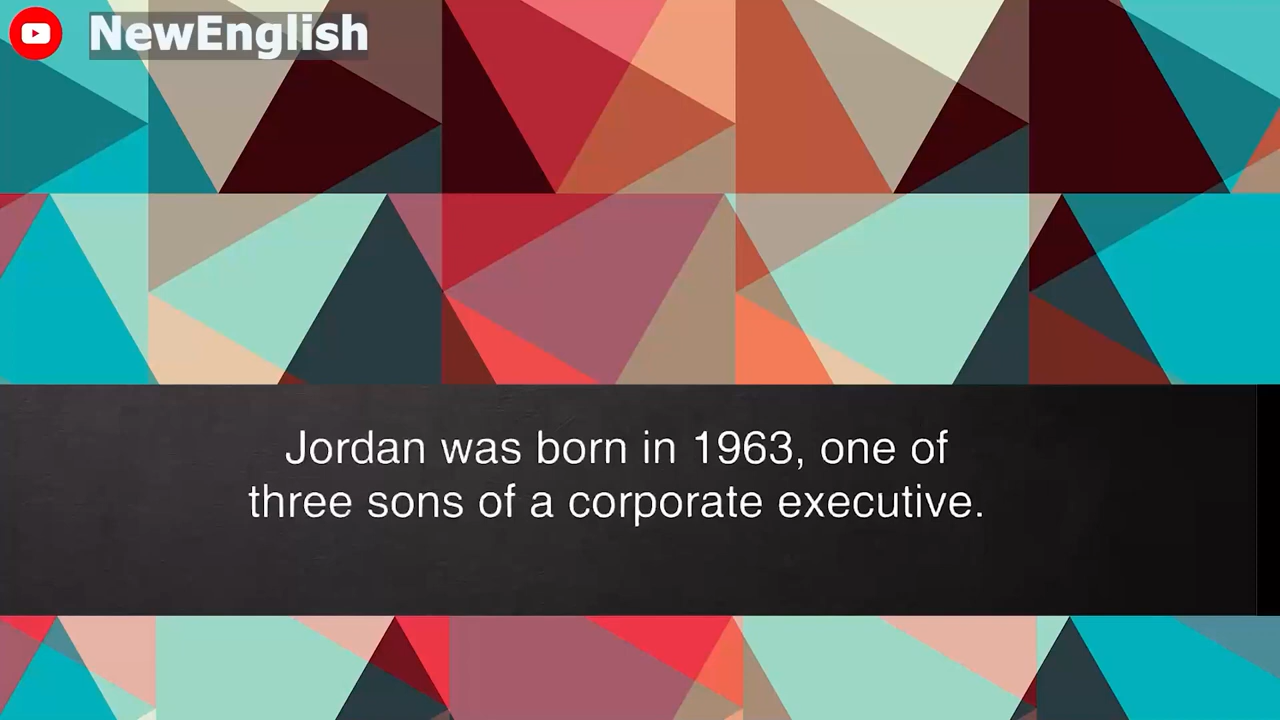 NewEnglish
Jordan was born in 1963, one of
three sons of a corporate executive.